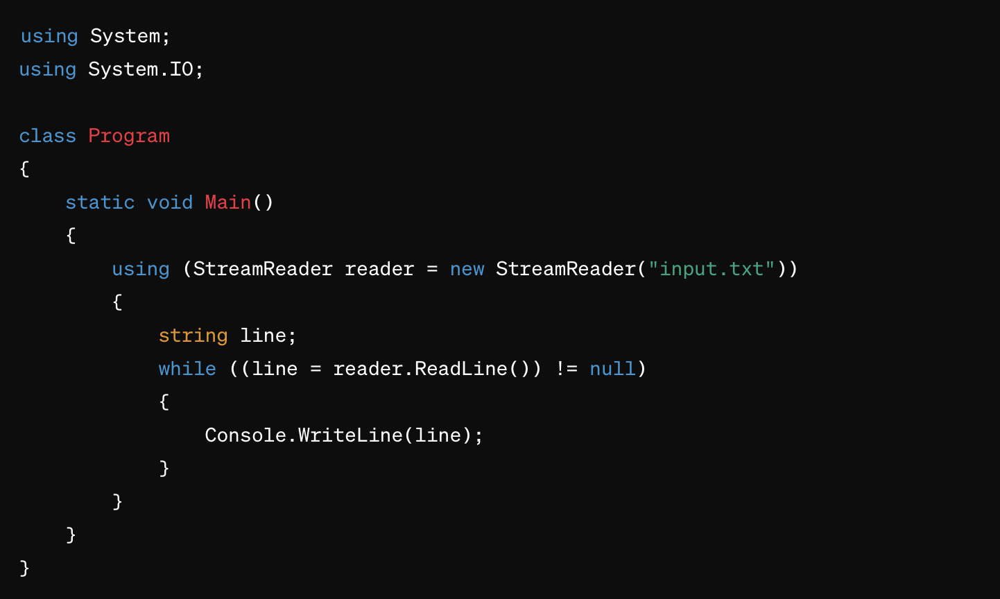 using System;
using System.IO;

class Program
{
    static void Main()
    {
        using (StreamReader reader = new StreamReader("input.txt"))
        {
            string line;
            while ((line = reader.ReadLine()) != null)
            {
                Console.WriteLine(line);
            }
        }
    }
}